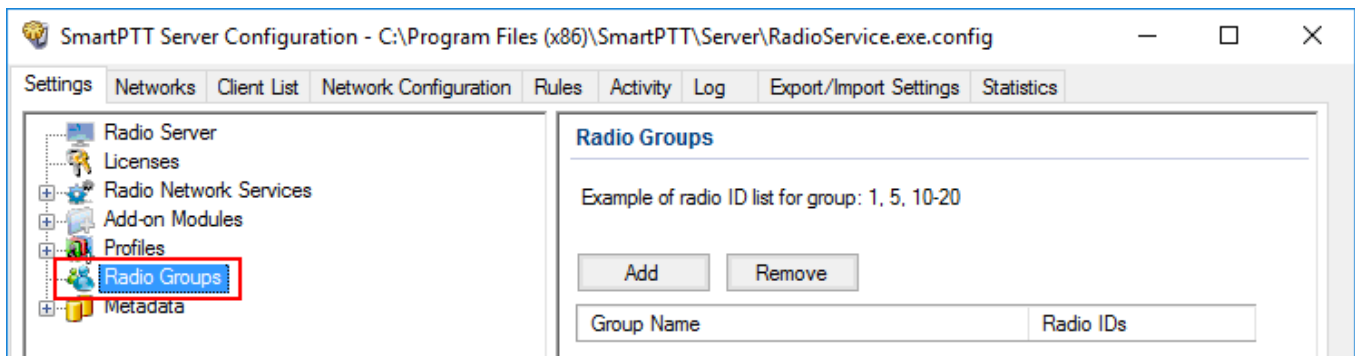 SmartPTT Server Configuration - C:\Program Files (x86)\SmartPTT\Server\RadioService.exe.config
Settings Networks Client List Network Configuration Rules Activity Log Export/Import Settings Statistics
Radio Server
Licenses
Radio Network Services
Add-on Modules
Profiles
Radio Groups
Metadata
Radio Groups
Example of radio ID list for group: 1, 5, 10-20
Add Remove
Group Name Radio IDs